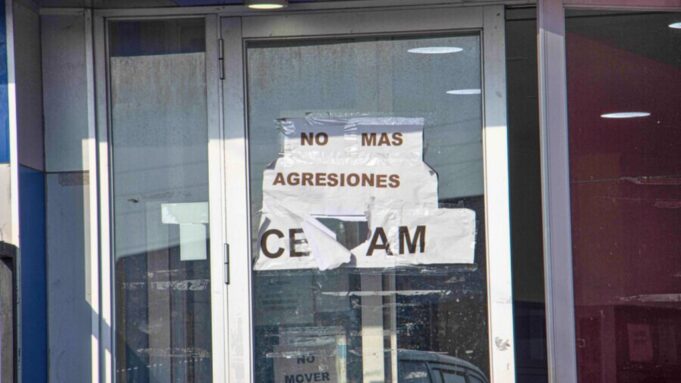 NO MAS
AGRESIONES
CE AM
NO
MOVER